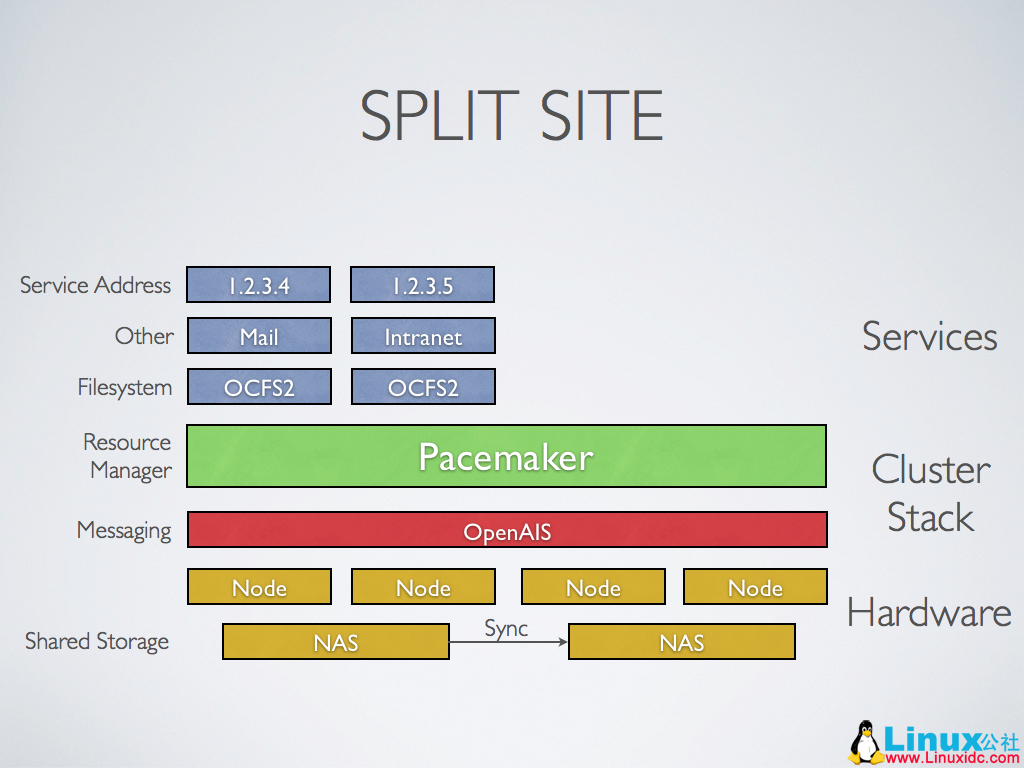 SPLIT SITE
Service Address 1.2.3.4 1.2.3.5
Other Mail Intranet
Services
Filesystem OCFS2 OCFS2
Resource
Manager
Pacemaker
Cluster
Stack
Messaging OpenAIS
Node Node Node Node
Hardware
Shared Storage NAS Sync NAS
Linux公社
www.Linuxidc.com